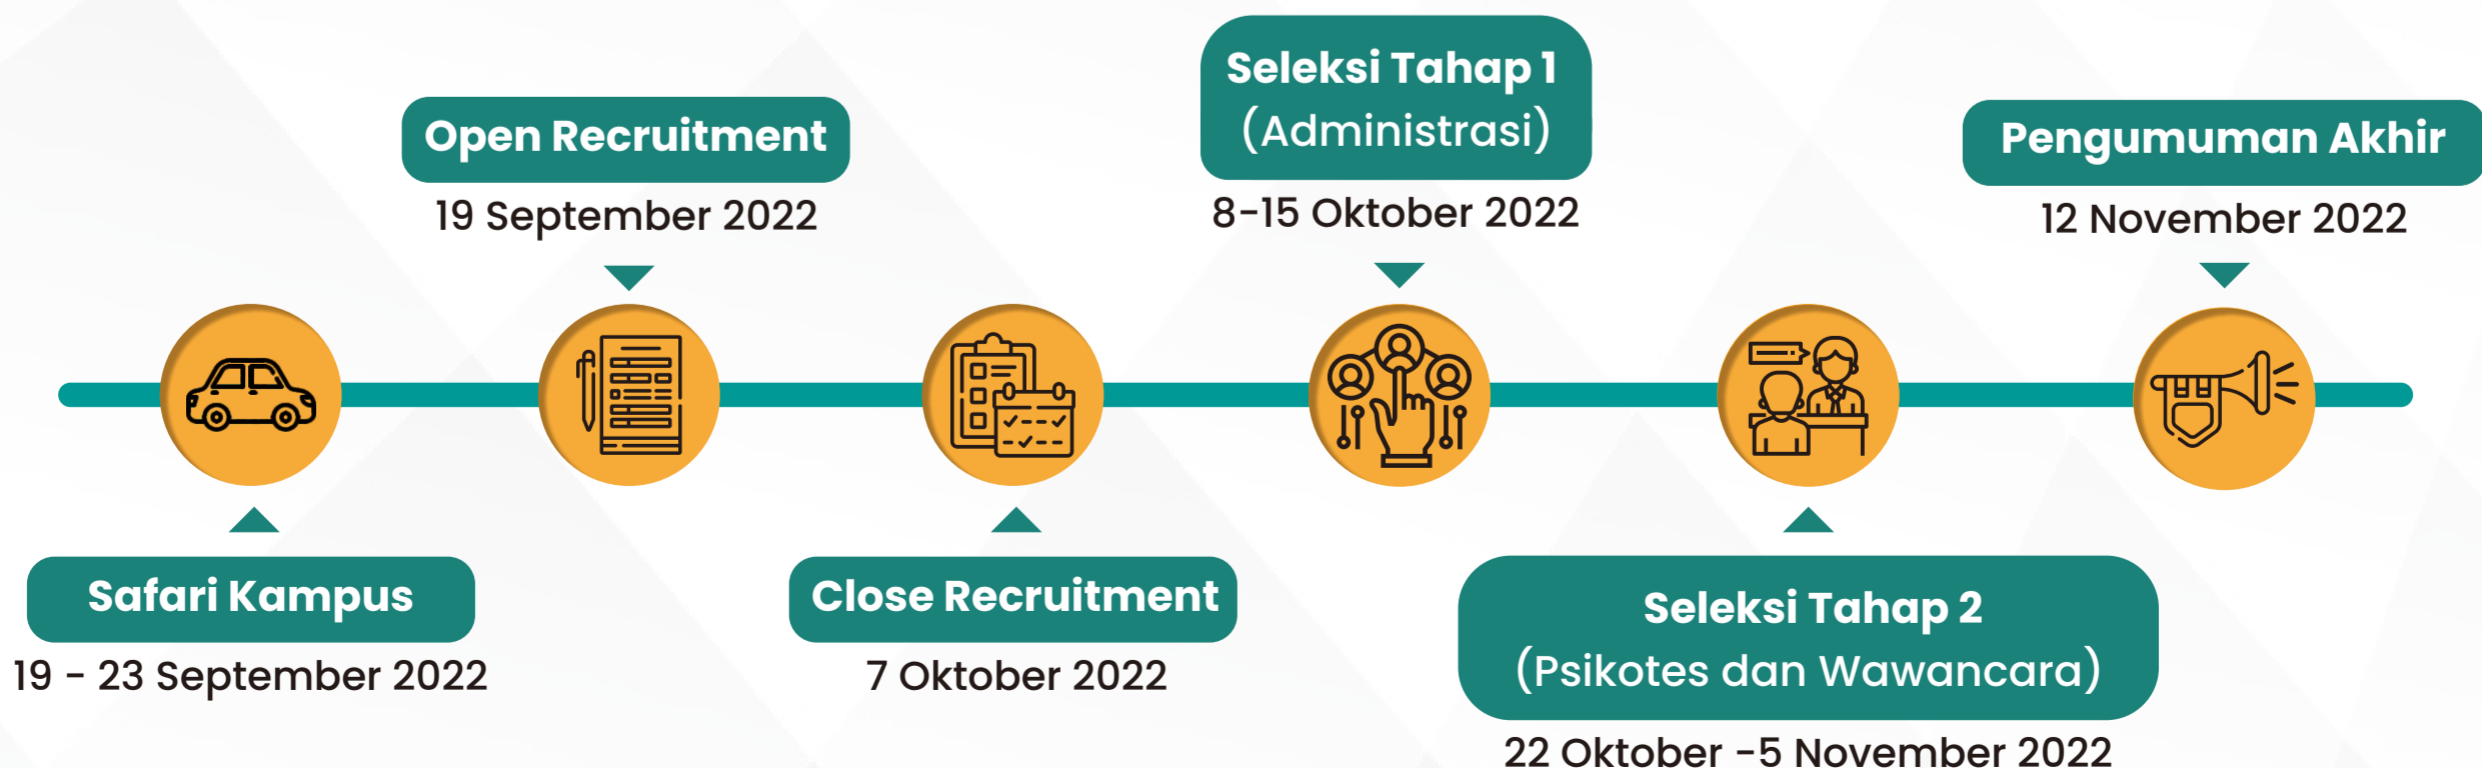 Safari Kampus
19 - 23 September 2022
Open Recruitment
19 September 2022
Close Recruitment
7 Oktober 2022
Seleksi Tahap 1
(Administrasi)
8-15 Oktober 2022
Seleksi Tahap 2
(Psikotes dan Wawancara)
22 Oktober -5 November 2022
Pengumuman Akhir
12 November 2022